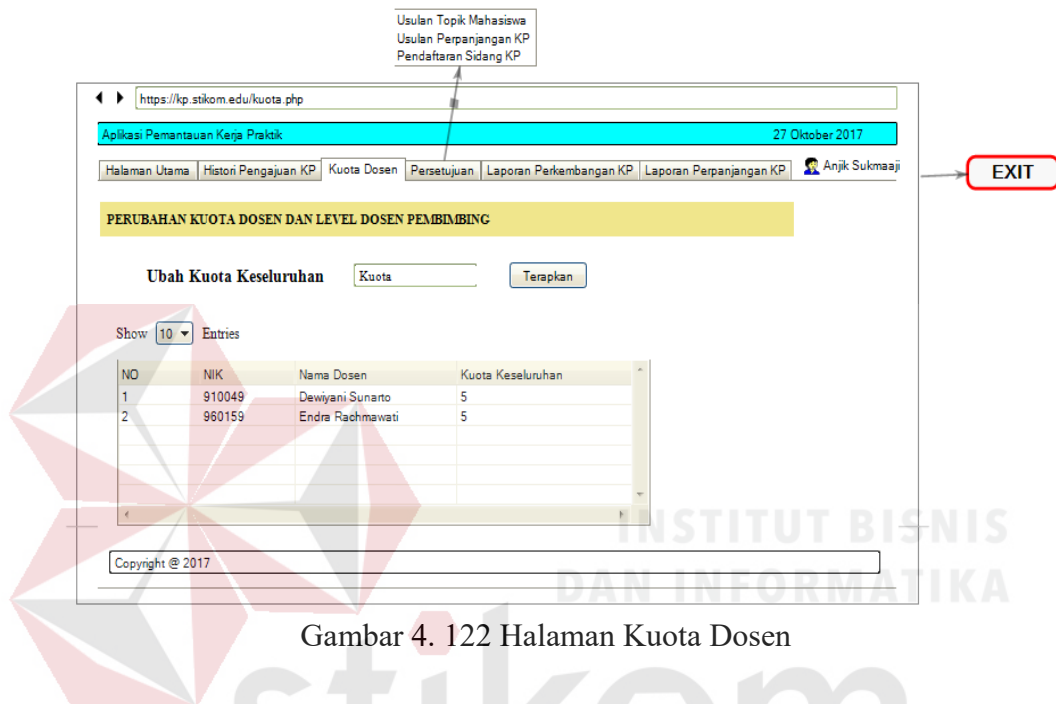 Usulan Topik Mahasiswa
Usulan Perpanjangan KP
Pendaftaran Sidang KP
https://kp.stikom.edu/kuota.php
Aplikasi Pemantauan Kerja Praktik 27 Oktober 2017
Halaman Utama Histori Pengajuan KP Kuota Dosen Persetujuan Laporan Perkembangan KP Laporan Perpanjangan KP Anjik Sukmaaji
EXIT
PERUBAHAN KUOTA DOSEN DAN LEVEL DOSEN PEMBIMBING
Ubah Kuota Keseluruhan Kuota Terapkan
Show 10 Entries
NO NIK Nama Dosen Kuota Keseluruhan
1 910049 Dewiyani Sunarto 5
2 960159 Endra Rachmawati 5
INSTITUT BISNIS
Copyright @ 2017
DAN INFORMATIKA
Gambar 4. 122 Halaman Kuota Dosen
stikom